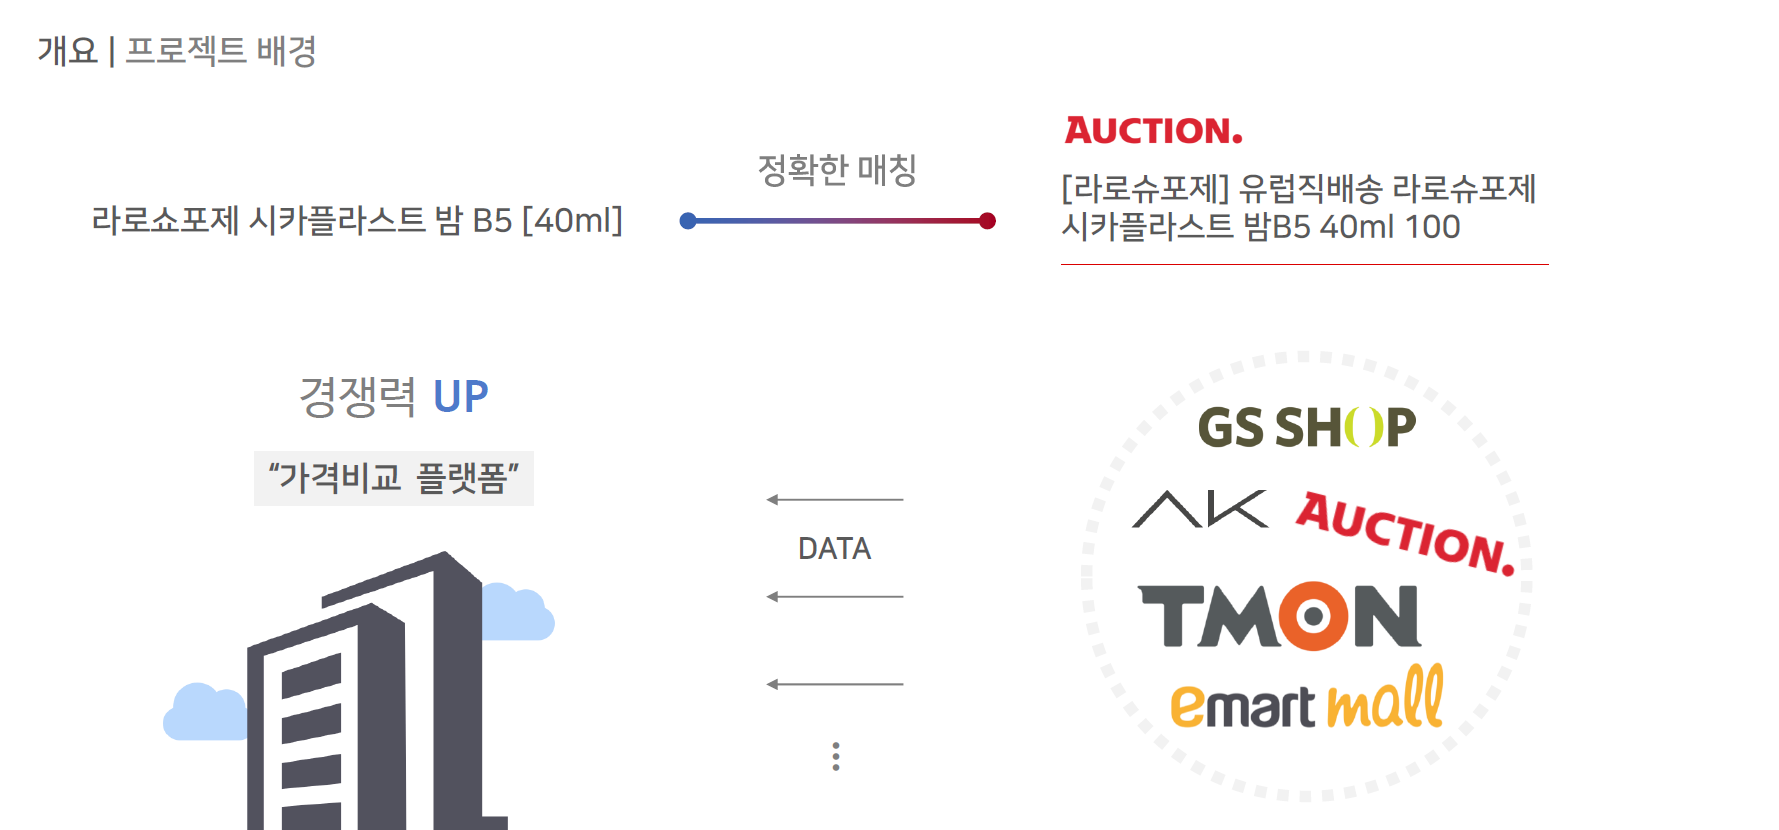 개요 | 프로젝트 배경
AUCTION.
정확한 매칭
라로쇼포제 시카플라스트 밤 B5 [40ml]
[라로슈포제] 유럽직배송 라로슈포제
시카플라스트 밤B5 40ml 100
경쟁력 UP
“가격비교 플랫폼”
DATA
GS SHOP
AK
AUCTION.
TMON
emart mall